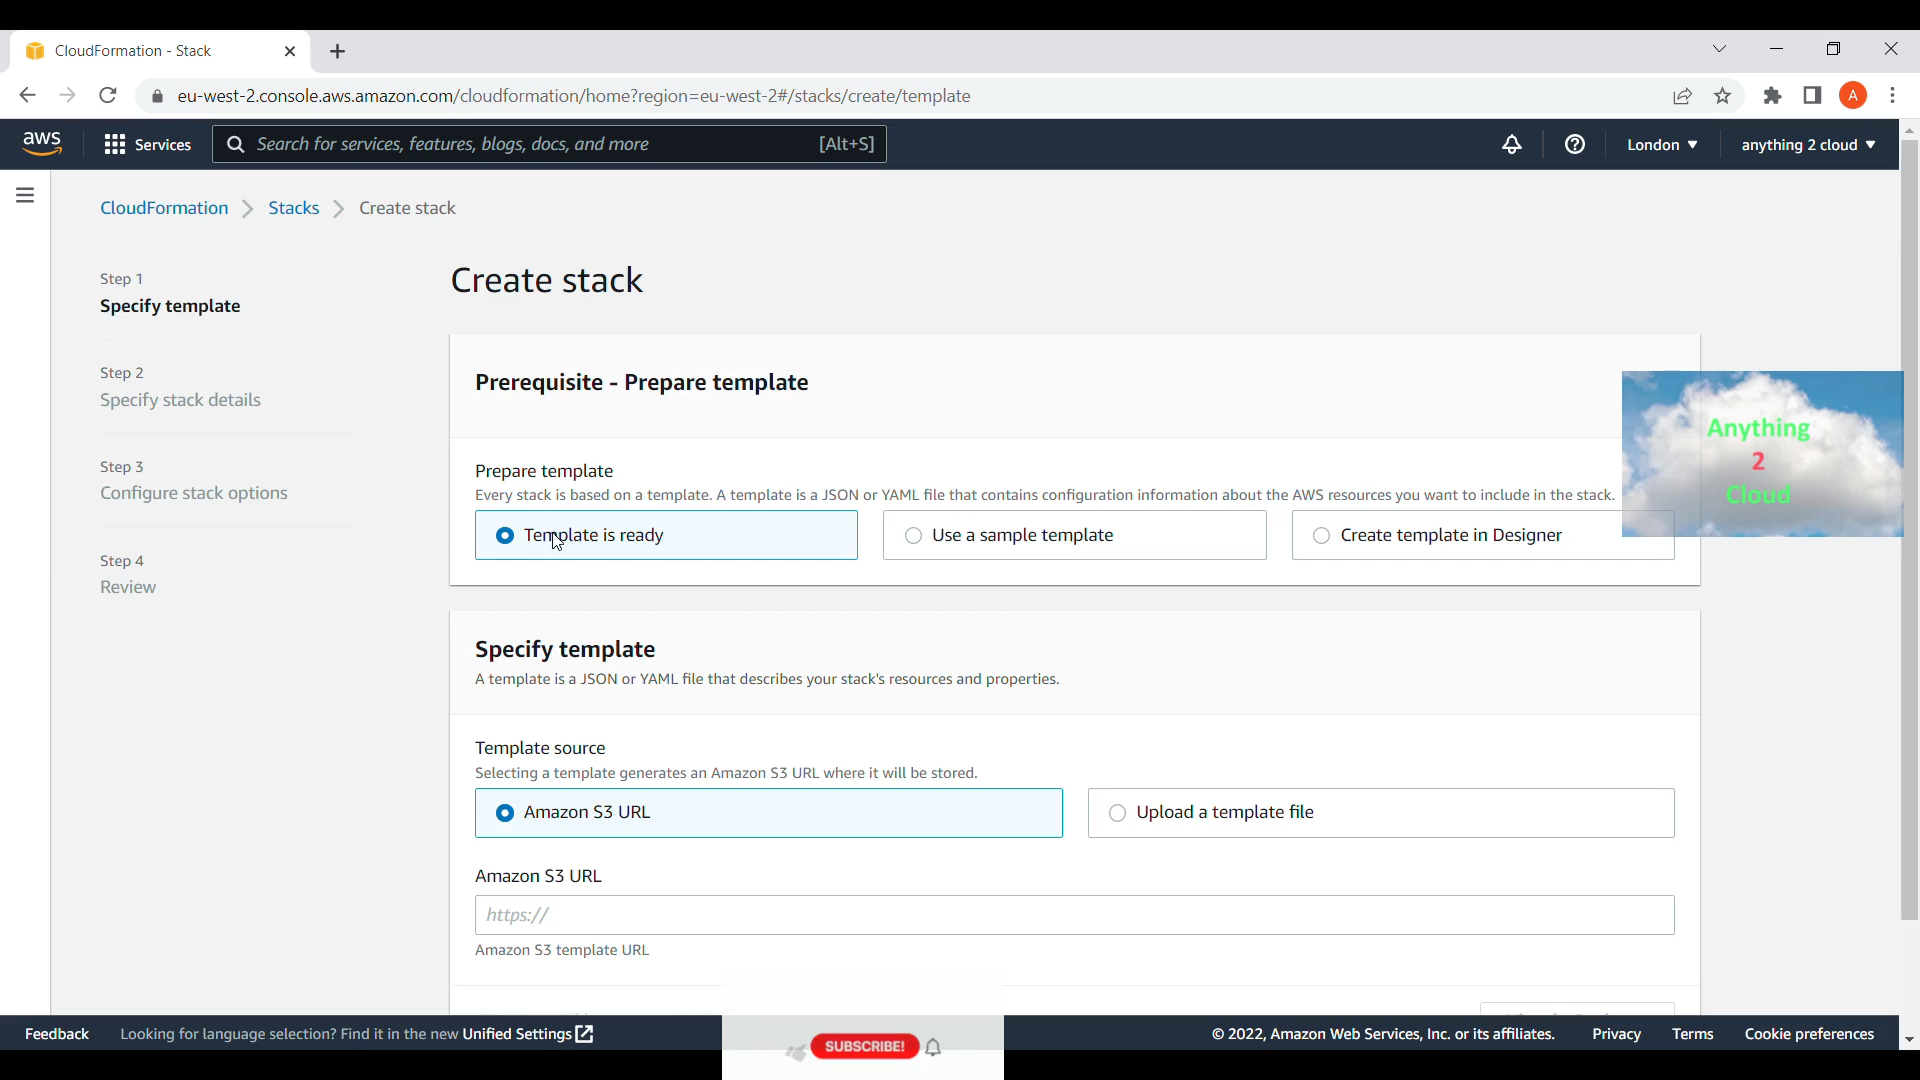 CloudFormation - Stack
eu-west-2.console.aws.amazon.com/cloudformation/home?region=eu-west-2#/stacks/create/template
A
aws
Services
Search for services, features, blogs, docs, and more
[Alt+S]
London
anything 2 cloud
CloudFormation
Stacks
Create stack
Step 1
Specify template
Step 2
Specify stack details
Step 3
Configure stack options
Step 4
Review
Create stack
Prerequisite - Prepare template
Prepare template
Every stack is based on a template. A template is a JSON or YAML file that contains configuration information about the AWS resources you want to include in the stack.
Template is ready
Use a sample template
Create template in Designer
Anything
2
Cloud
Specify template
A template is a JSON or YAML file that describes your stack's resources and properties.
Template source
Selecting a template generates an Amazon S3 URL where it will be stored.
Amazon S3 URL
Upload a template file
Amazon S3 URL
https://
Amazon S3 template URL
Feedback
Looking for language selection? Find it in the new Unified Settings
SUBSCRIBE!
© 2022, Amazon Web Services, Inc. or its affiliates.
Privacy
Terms
Cookie preferences